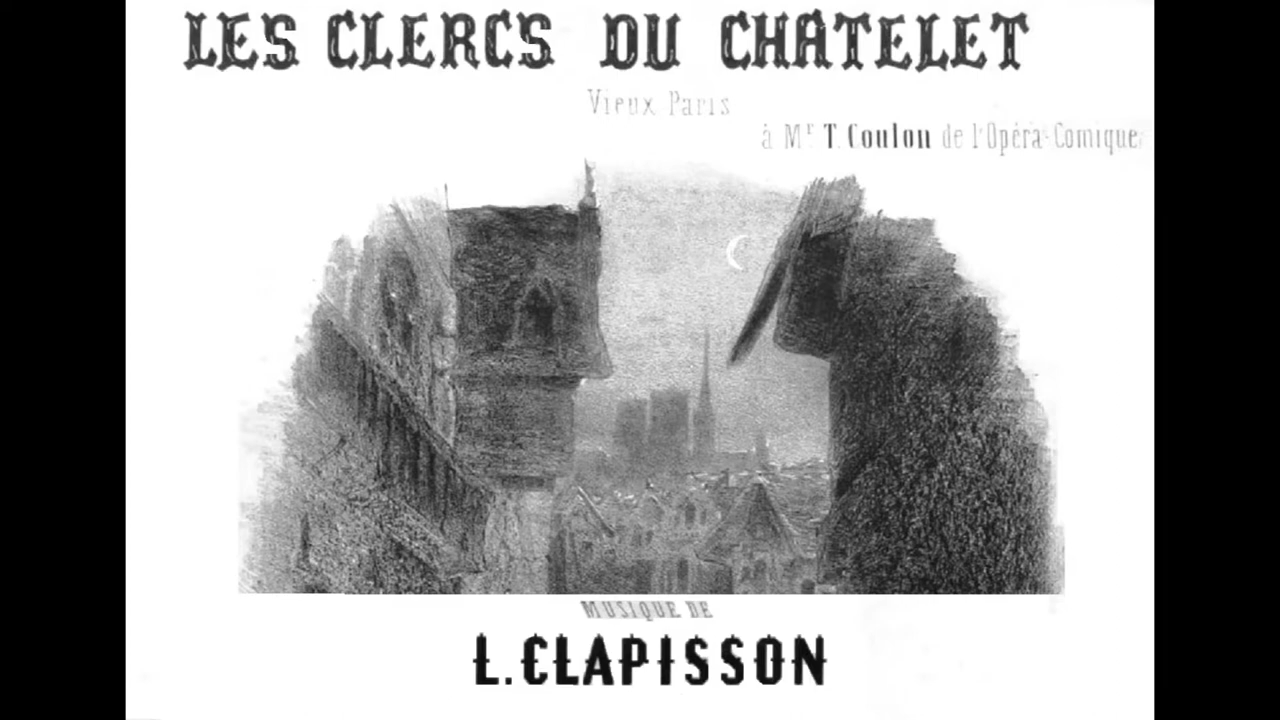 LES CLERCS DU CHATELET
Vieux Paris
à Mr T. Coulon de l'Opéra-Comique
MUSIQUE DE
L. CLAPISSON